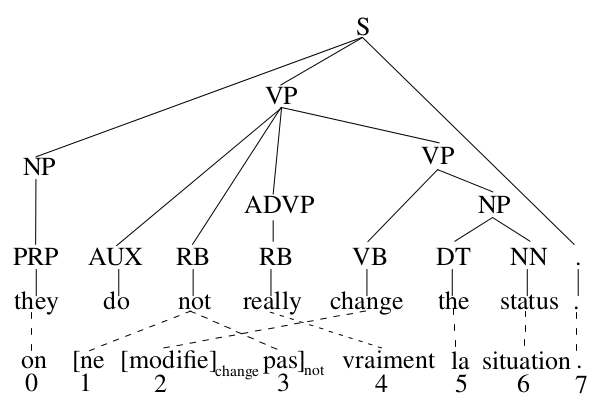 S
VP
NP VP
ADVP NP
PRP AUX RB RB VB DT NN .
they do not really change the status .
on [ne [modifie]change pas]not vraiment la situation .
0 1 2 3 4 5 6 7